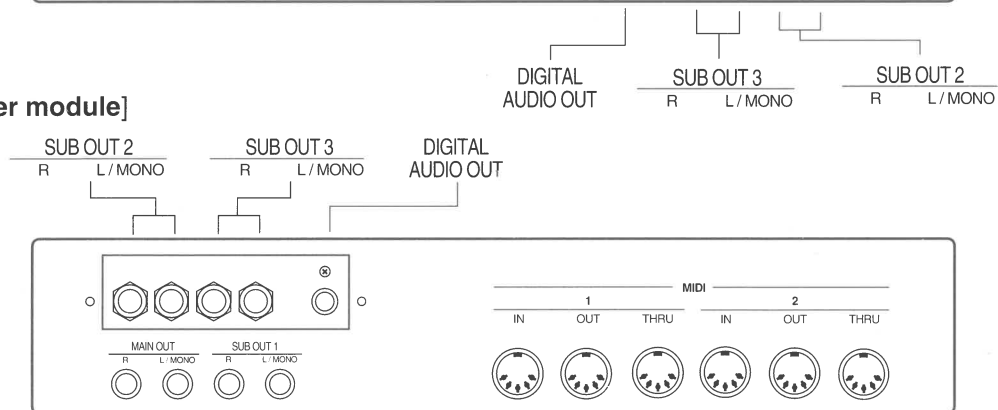 DIGITAL
AUDIO OUT
SUB OUT 3
R L / MONO
SUB OUT 2
R L / MONO
er module]
SUB OUT 2
R L / MONO
SUB OUT 3
R L / MONO
DIGITAL
AUDIO OUT
MIDI
1 2
IN OUT THRU IN OUT THRU
MAIN OUT SUB OUT 1
R L / MONO R L / MONO